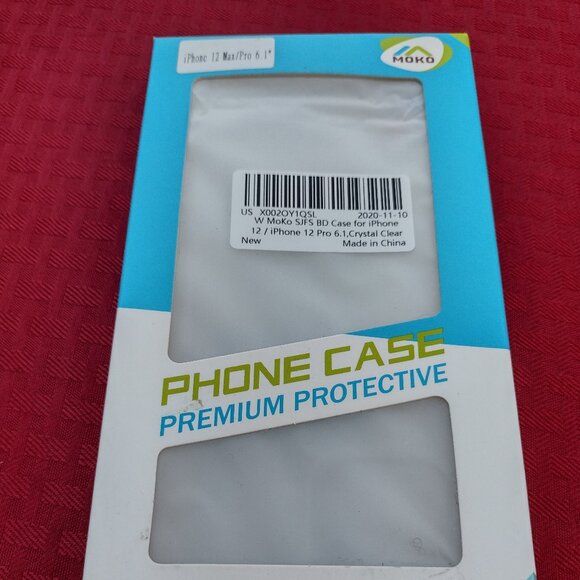 iPhone 12 Max/Pro 6.1"
MOKO
US X002OY1QSL 2020-11-10
W MoKo SJFS BD Case for iPhone
12 / iPhone 12 Pro 6.1,Crystal Clear
New Made in China
PHONE CASE
PREMIUM PROTECTIVE